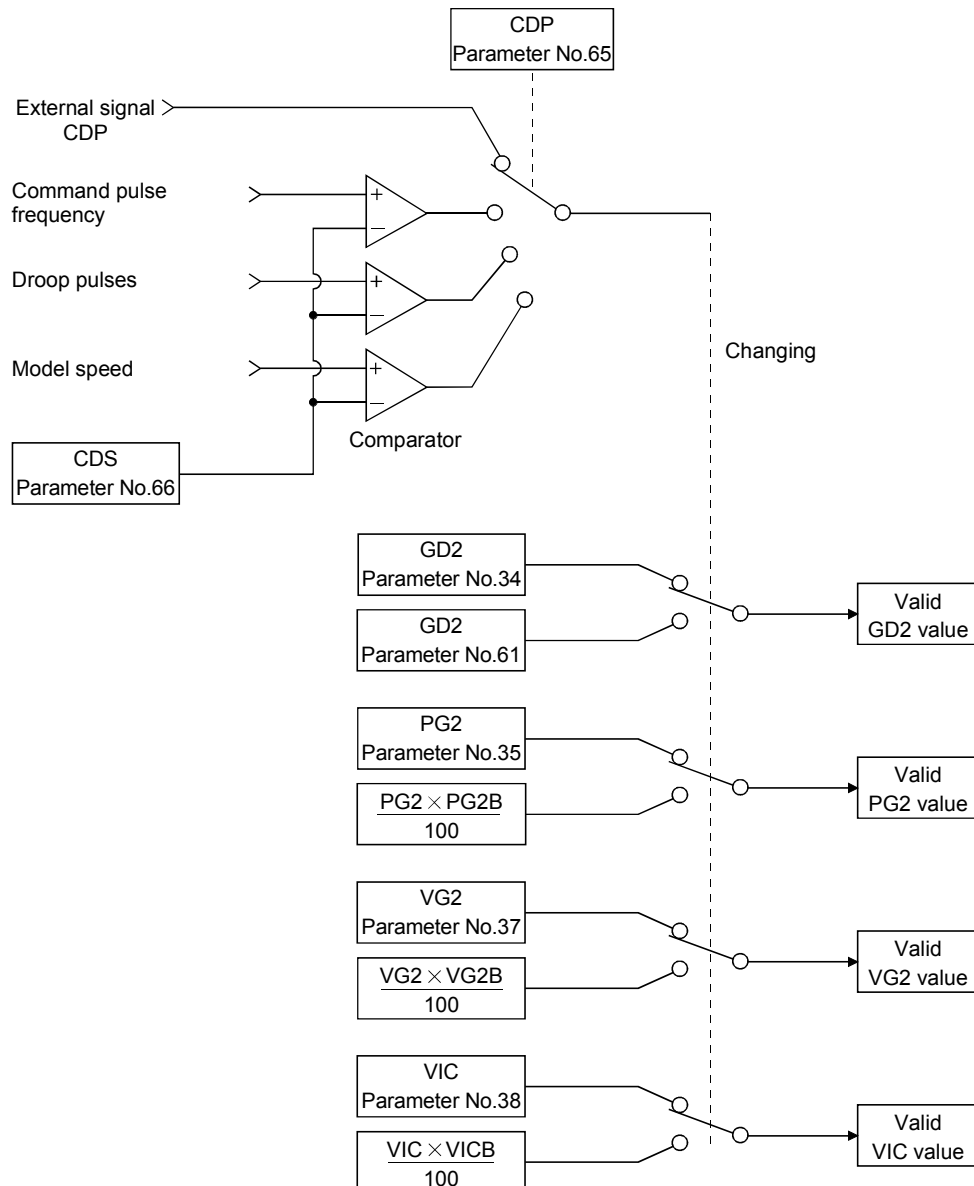 CDP
Parameter No.65
External signal
CDP
Command pulse
frequency
+
−
Droop pulses
+
−
Changing
Model speed
+
−
Comparator
CDS
Parameter No.66
GD2
Parameter No.34
Valid
GD2 value
GD2
Parameter No.61
PG2
Parameter No.35
Valid
PG2 value
PG2 × PG2B
100
VG2
Parameter No.37
Valid
VG2 value
VG2 × VG2B
100
VIC
Parameter No.38
Valid
VIC value
VIC × VICB
100